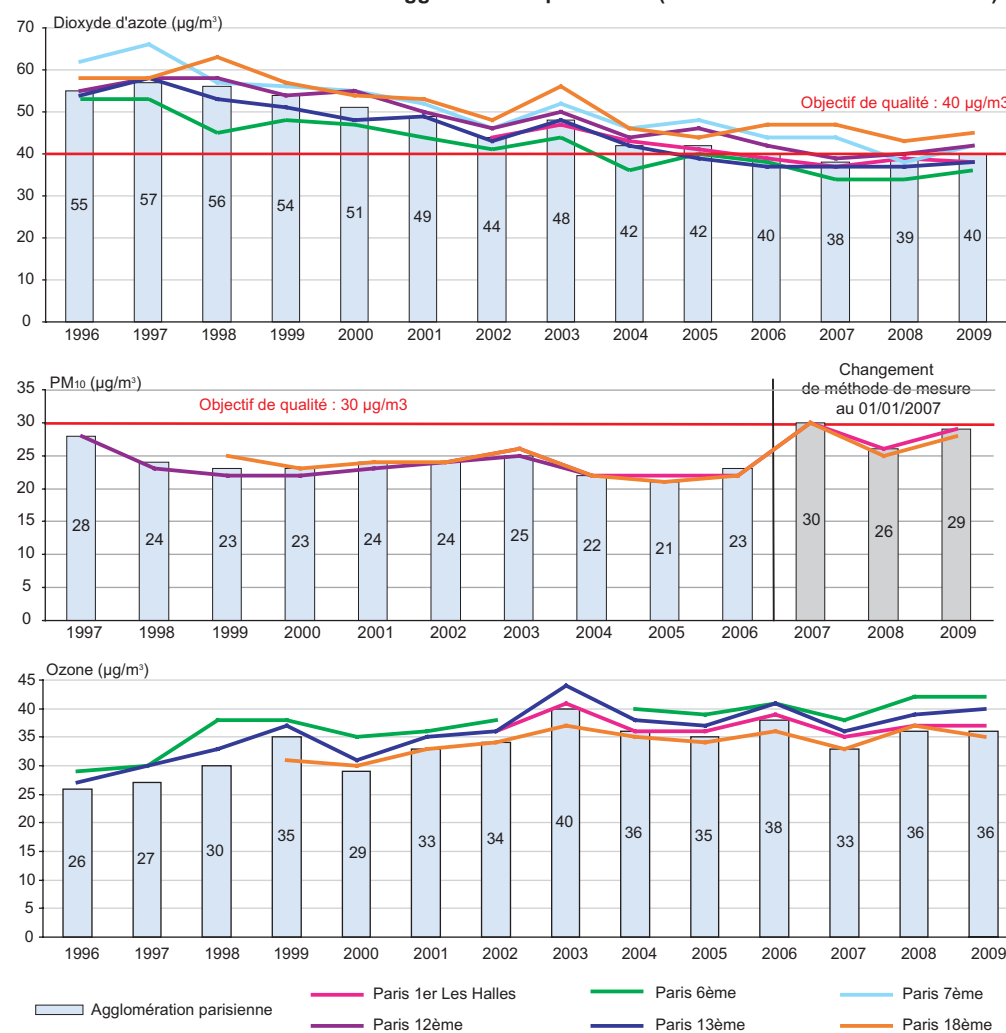 Dioxyde d'azote (µg/m³)
70
60
50
40
30
20
10
0
Objectif de qualité : 40 µg/m3
55 57 56 54 51 49 44 48 42 42 40 38 39 40
1996 1997 1998 1999 2000 2001 2002 2003 2004 2005 2006 2007 2008 2009
PM10 (µg/m³)
35
30
25
20
15
10
5
0
Objectif de qualité : 30 µg/m3
Changement
de méthode de mesure
au 01/01/2007
28 24 23 23 24 24 25 22 21 23 30 26 29
1997 1998 1999 2000 2001 2002 2003 2004 2005 2006 2007 2008 2009
Ozone (µg/m³)
45
40
35
30
25
20
15
10
5
0
26 27 30 35 29 33 34 40 36 35 38 33 36 36
1996 1997 1998 1999 2000 2001 2002 2003 2004 2005 2006 2007 2008 2009
Agglomération parisienne
Paris 1er Les Halles
Paris 6ème
Paris 7ème
Paris 12ème
Paris 13ème
Paris 18ème